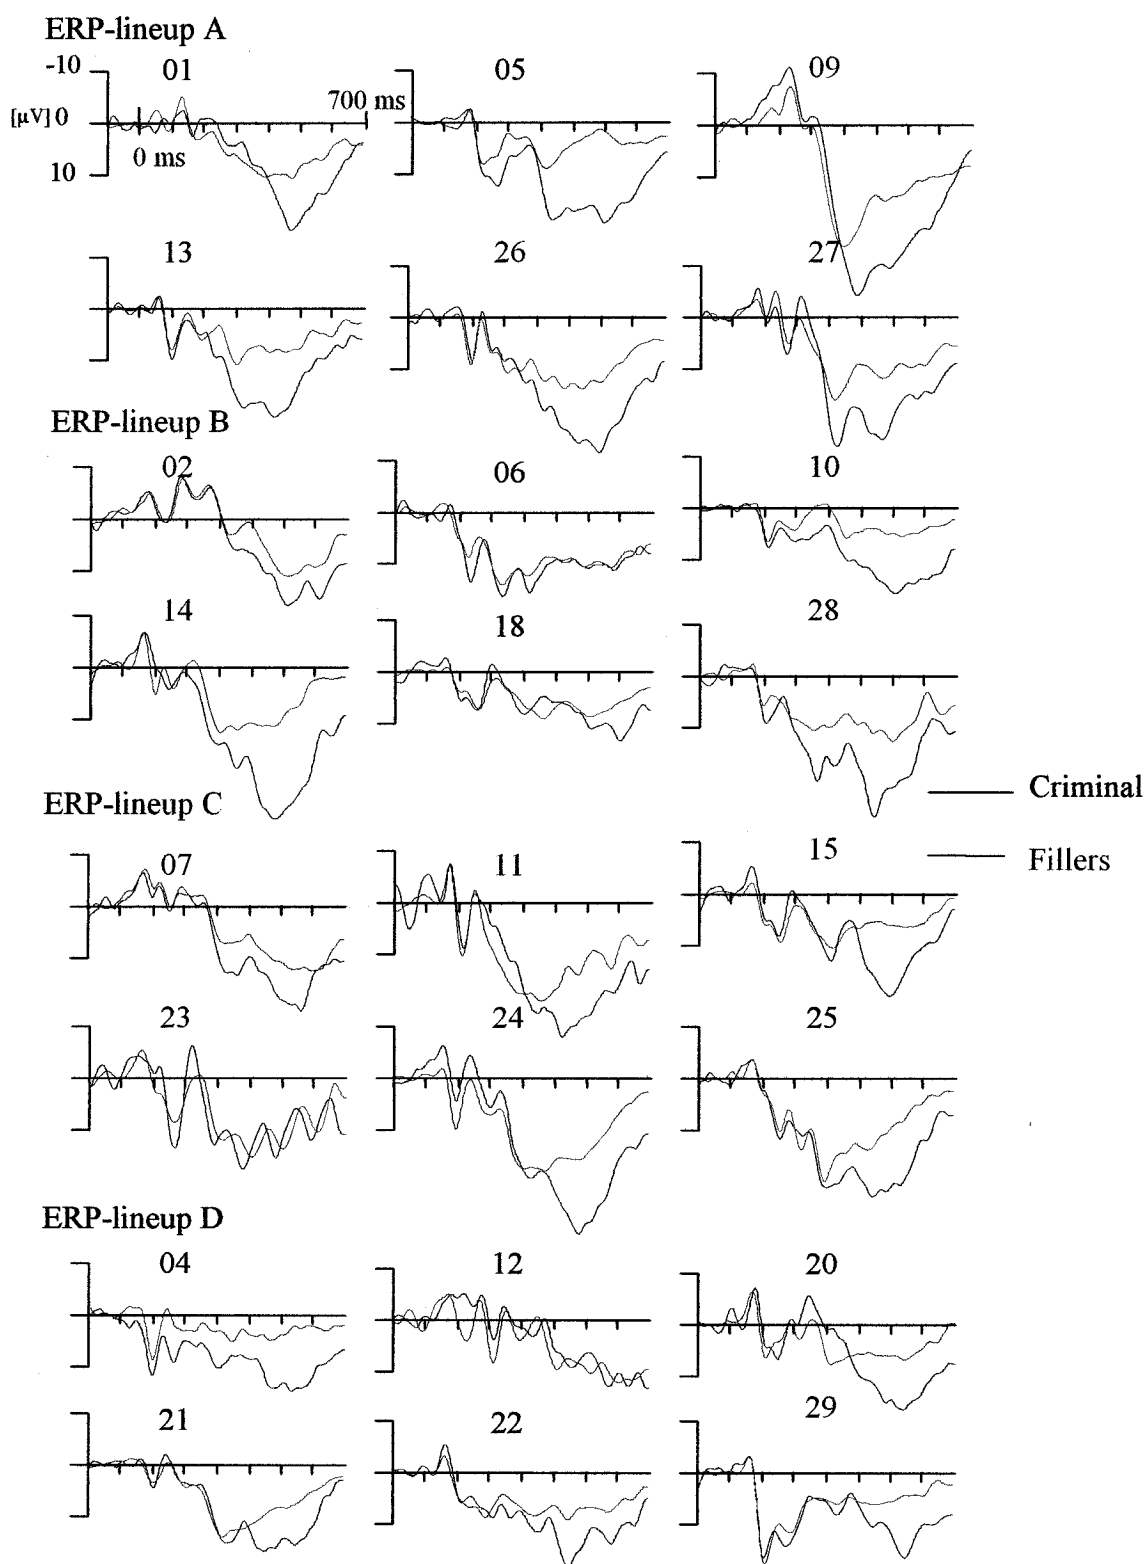 ERP-lineup A
-10 01 05 09
[µV] 0 700 ms
0 ms
10
13 26 27
ERP-lineup B
02 06 10
14 18 28
Criminal
ERP-lineup C
Fillers
07 11 15
23 24 25
ERP-lineup D
04 12 20
21 22 29